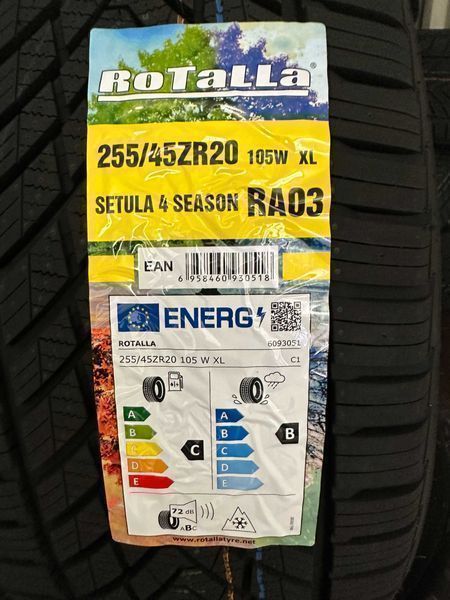 RoTaLLa®
255/45ZR20 105W XL
SETULA 4 SEASON RA03
EAN
6 958460 930518
ENERG
ROTALLA 6093051
255/45ZR20 105 W XL C1
A A
B B B
C C C
D D
E E
72 dB
ABC
www.rotallatyre.net